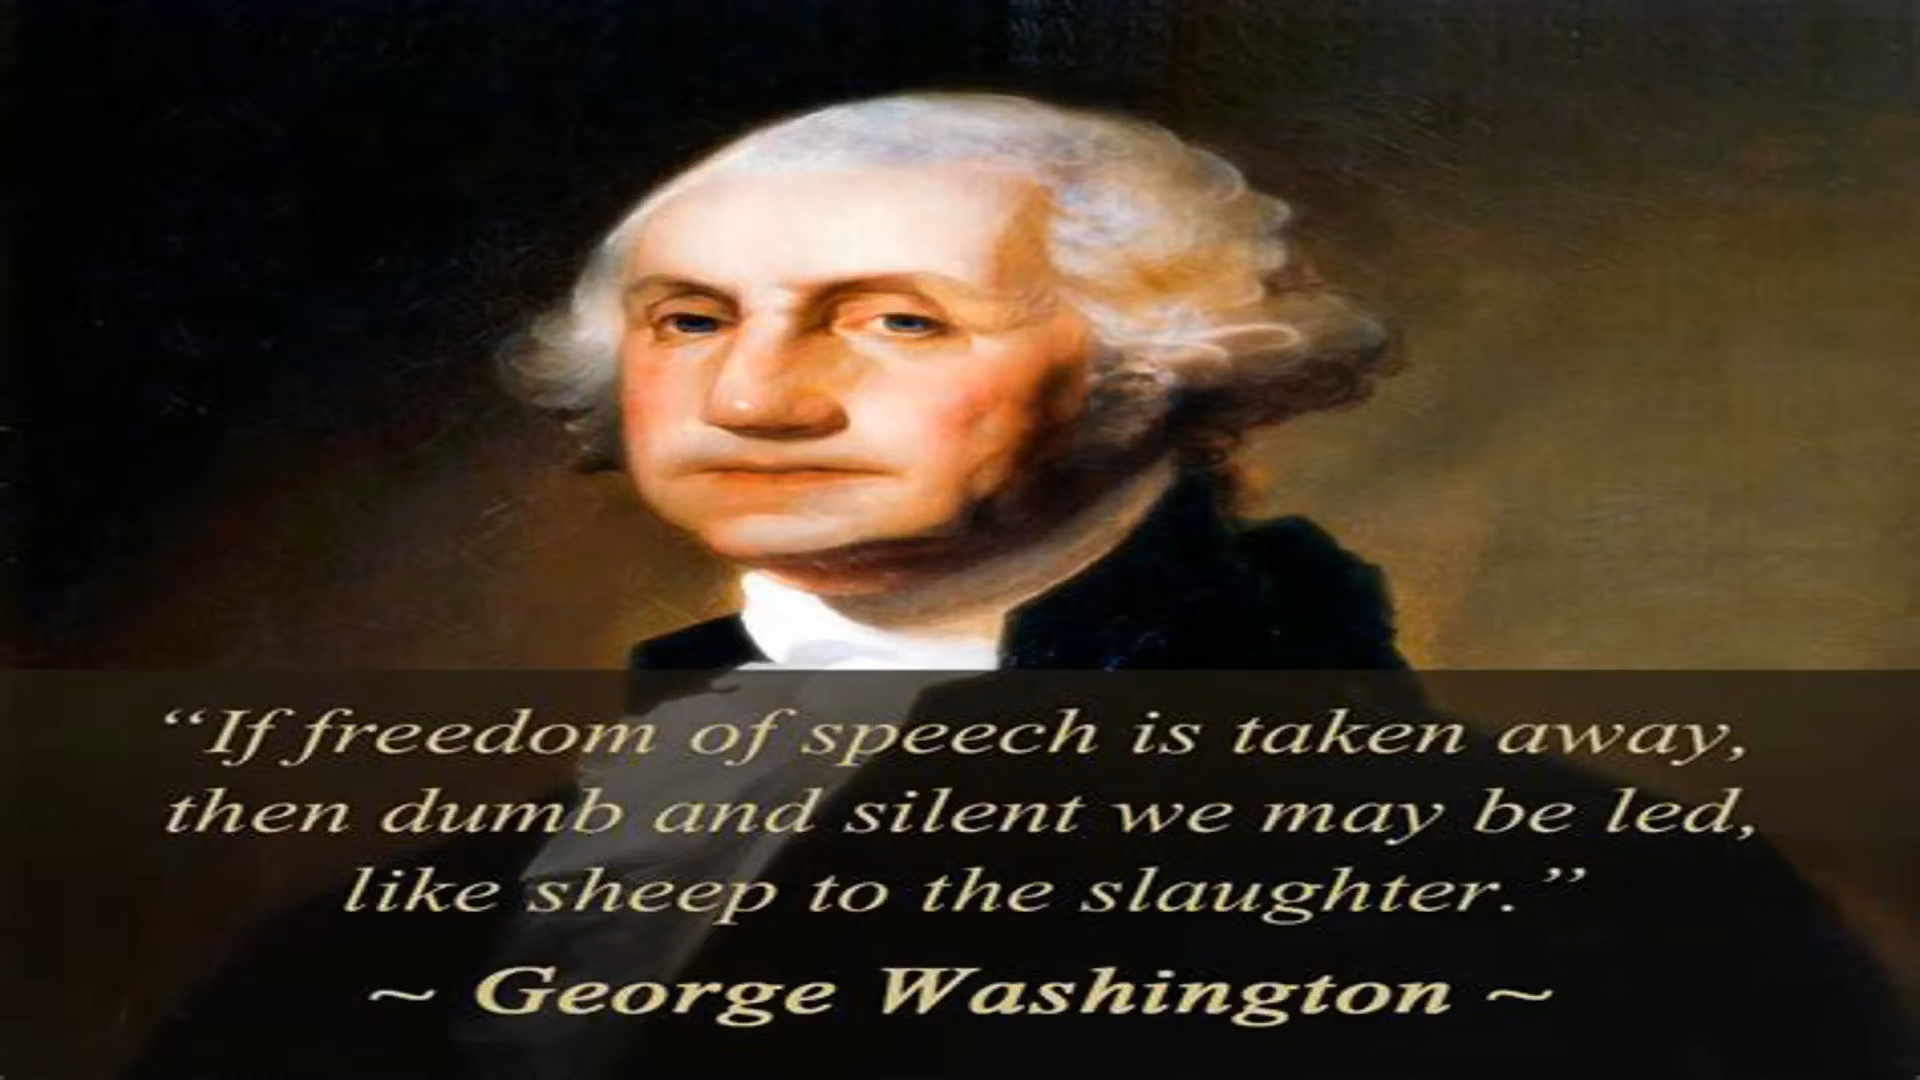 “If freedom of speech is taken away,
then dumb and silent we may be led,
like sheep to the slaughter.”
~ George Washington ~